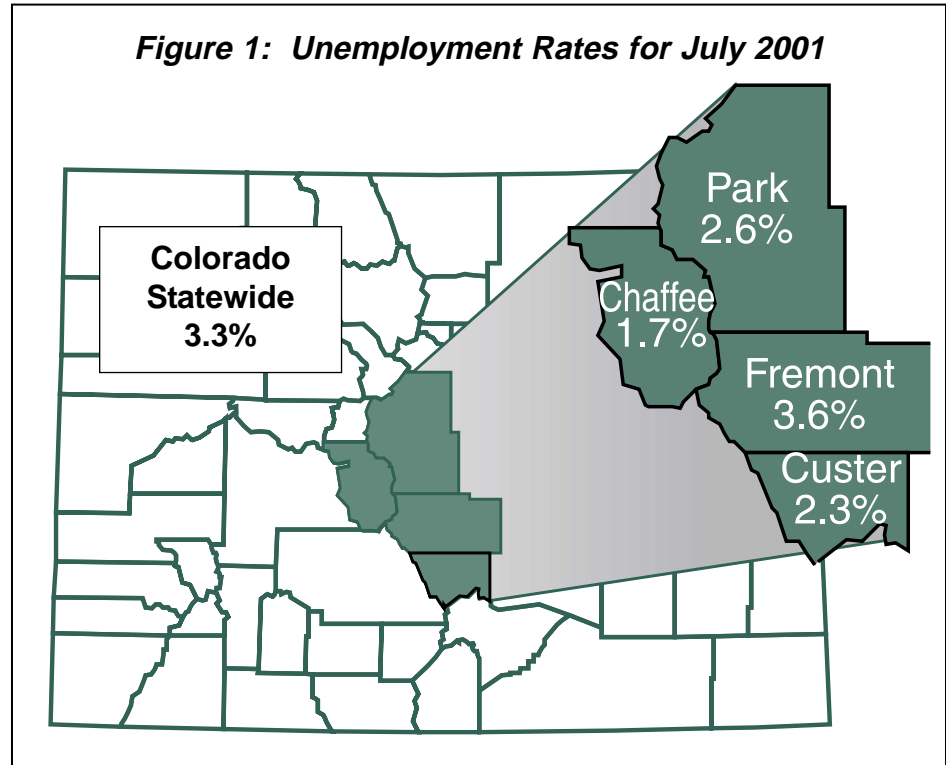 Figure 1: Unemployment Rates for July 2001
Park
2.6%
Colorado
Statewide
3.3%
Chaffee
1.7%
Fremont
3.6%
Custer
2.3%